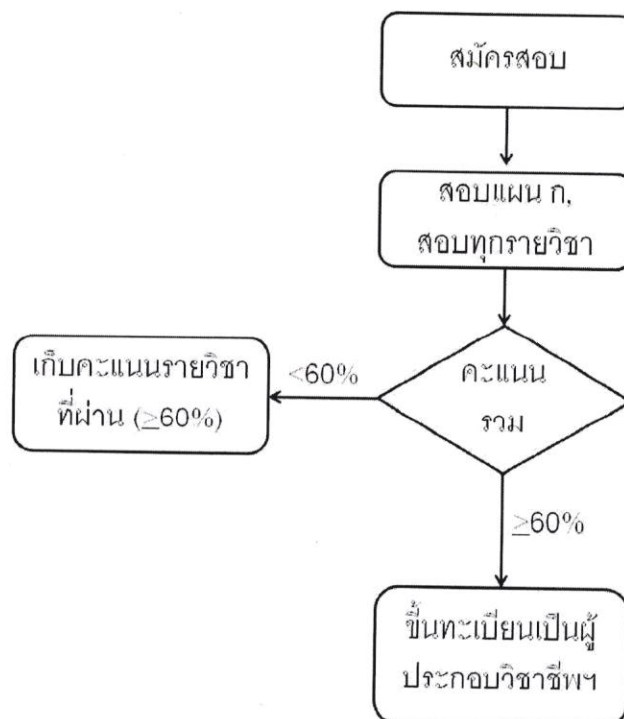 สมัครสอบ
สอบแผน ก,
สอบทุกรายวิชา
คะแนน
รวม
<60%
เก็บคะแนนรายวิชา
ที่ผ่าน (≥60%)
≥60%
ขึ้นทะเบียนเป็นผู้
ประกอบวิชาชีพฯ